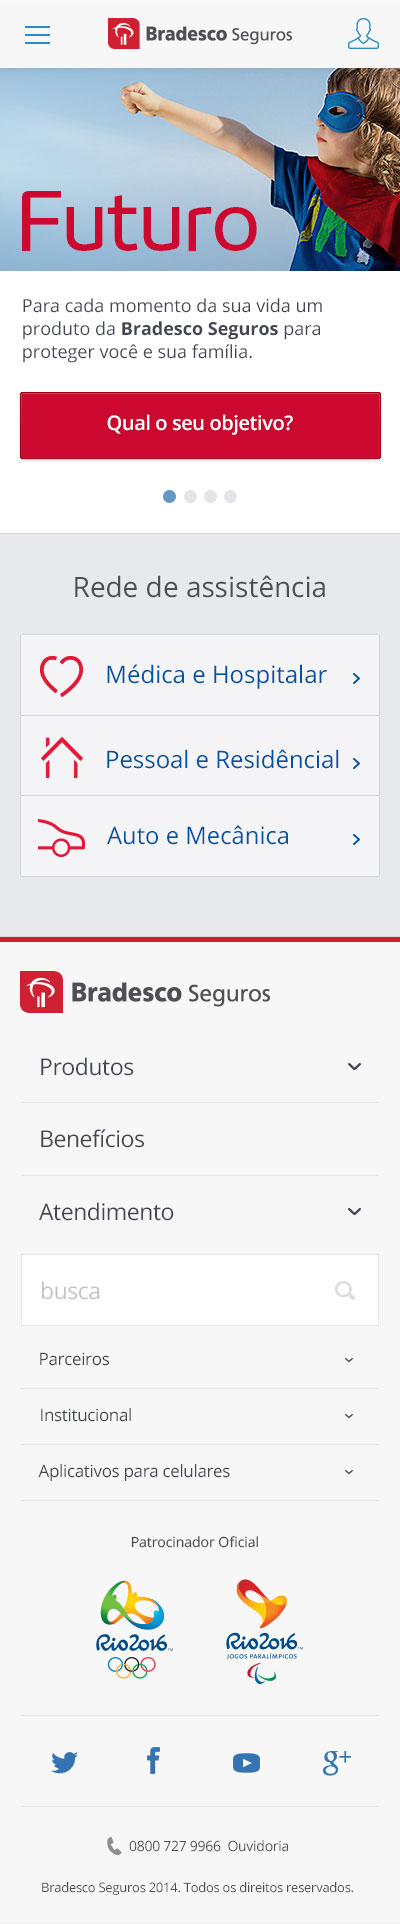 Bradesco Seguros
Futuro
Para cada momento da sua vida um
produto da Bradesco Seguros para
proteger você e sua família.
Qual o seu objetivo?
Rede de assistência
Médica e Hospitalar
Pessoal e Residêncial
Auto e Mecânica
Bradesco Seguros
Produtos
Benefícios
Atendimento
busca
Parceiros
Institucional
Aplicativos para celulares
Patrocinador Oficial
Rio2016™ Rio2016™
JOGOS PARALÍMPICOS
g+
0800 727 9966 Ouvidoria
Bradesco Seguros 2014. Todos os direitos reservados.